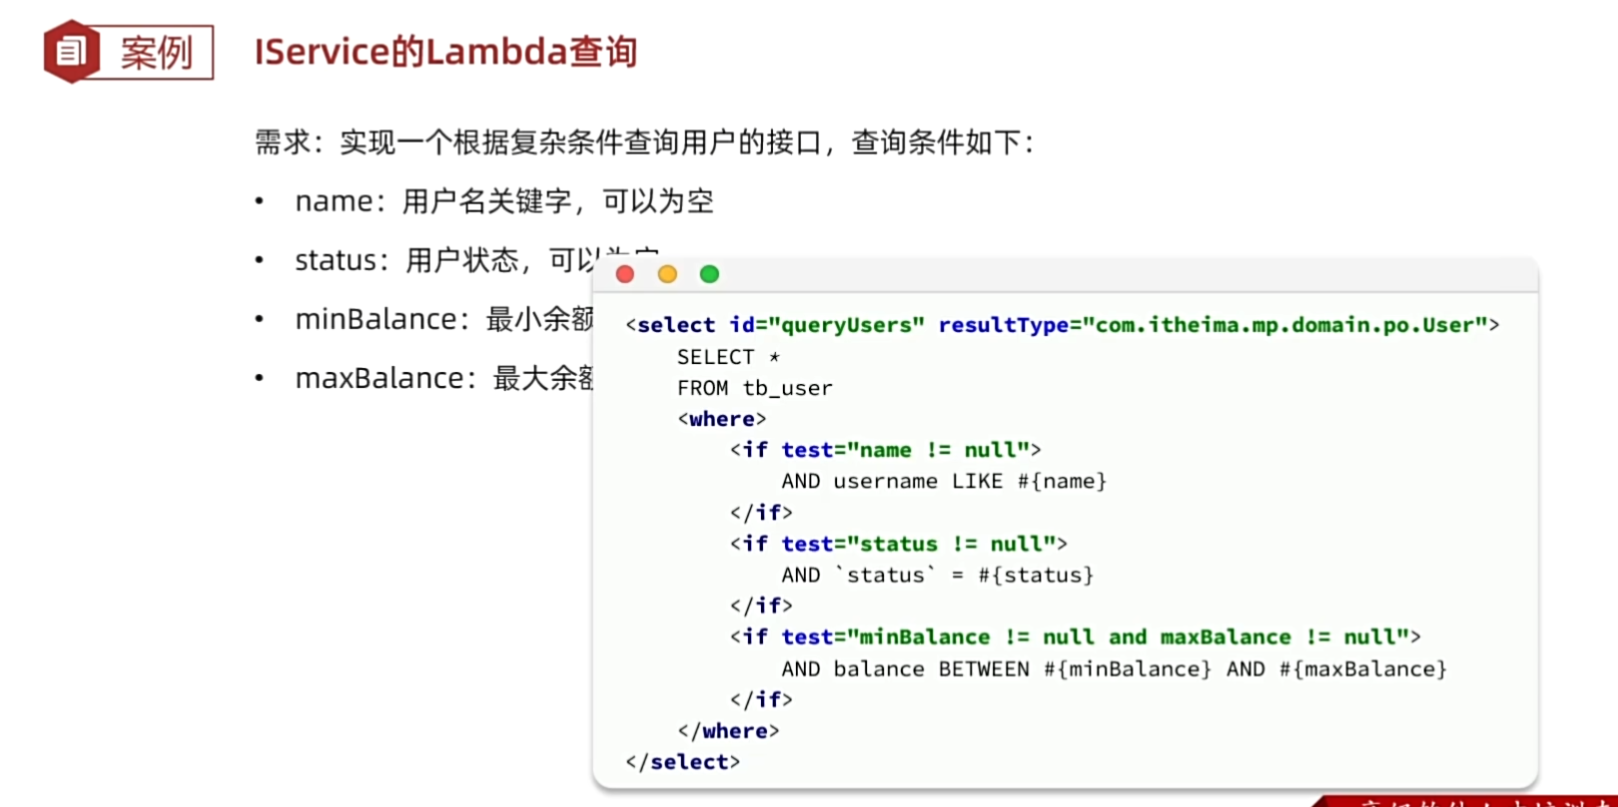 案例
IService的Lambda查询
需求：实现一个根据复杂条件查询用户的接口，查询条件如下：
• name：用户名关键字，可以为空
• status：用户状态，可以为空
• minBalance：最小余额
• maxBalance：最大余额
<select id="queryUsers" resultType="com.itheima.mp.domain.po.User">
SELECT *
FROM tb_user
<where>
<if test="name != null">
AND username LIKE #{name}
</if>
<if test="status != null">
AND `status` = #{status}
</if>
<if test="minBalance != null and maxBalance != null">
AND balance BETWEEN #{minBalance} AND #{maxBalance}
</if>
</where>
</select>